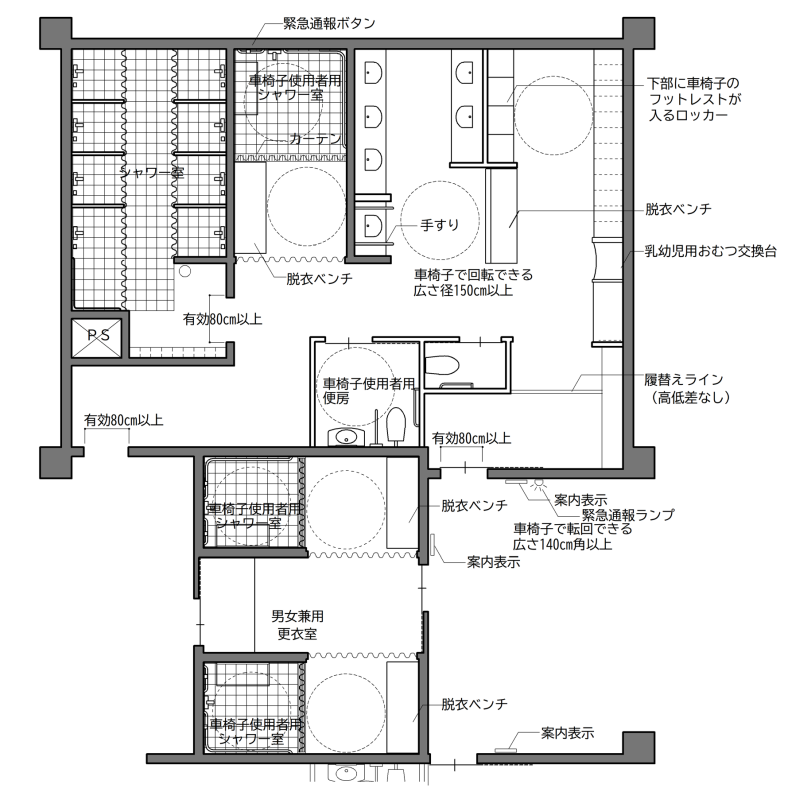 緊急通報ボタン
車椅子使用者用
シャワー室
下部に車椅子の
フットレストが
入るロッカー
カーテン
シャワー室
脱衣ベンチ
手すり
乳幼児用おむつ交換台
脱衣ベンチ
車椅子で回転できる
広さ径150cm以上
有効80cm以上
PS
車椅子使用者用
便房
履替えライン
（高低差なし）
有効80cm以上
有効80cm以上
車椅子使用者用
シャワー室
脱衣ベンチ
案内表示
緊急通報ランプ
車椅子で転回できる
広さ140cm角以上
案内表示
男女兼用
更衣室
脱衣ベンチ
車椅子使用者用
シャワー室
案内表示